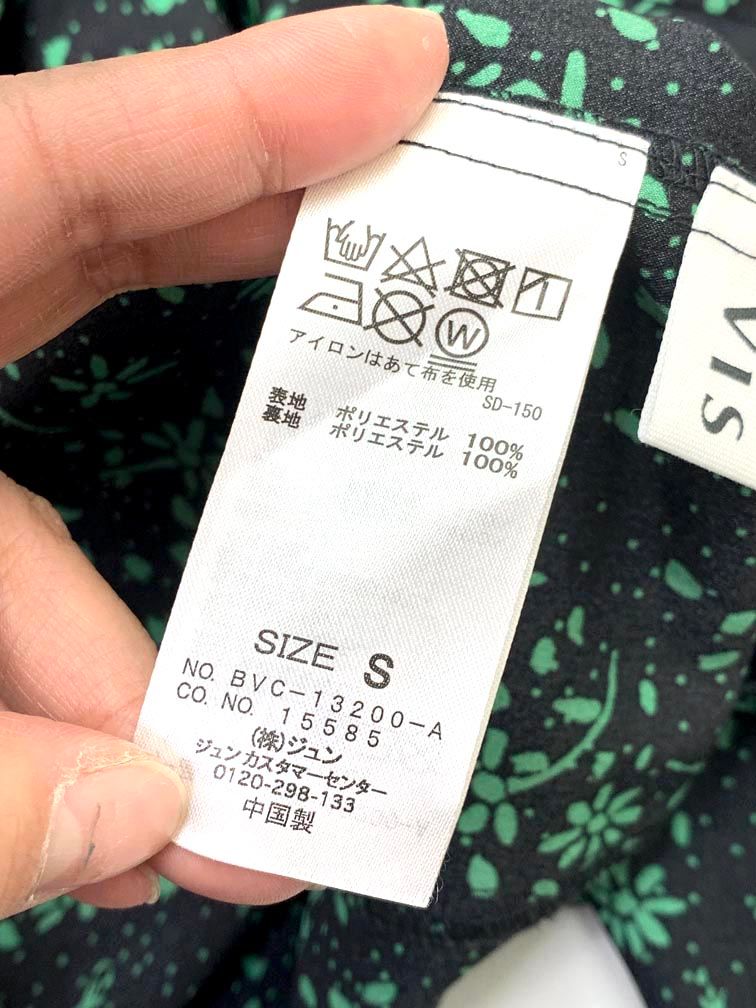 S
W
アイロンはあて布を使用
SD-150
表地 ポリエステル 100%
裏地 ポリエステル 100%
SIZE S
NO. BVC-13200-A
CO. NO. 15585
(株)ジュン
ジュンカスタマーセンター
0120-298-133
中国製
VIS